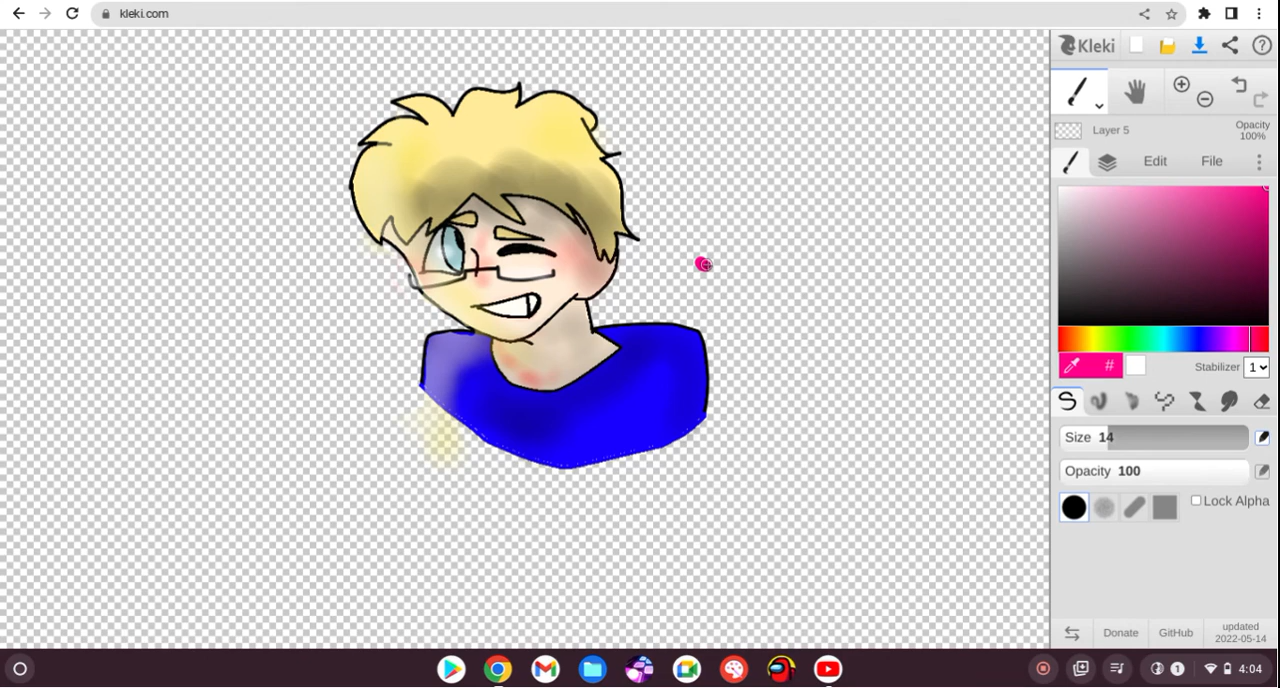 kleki.com
Kleki
Layer 5
Opacity
100%
Edit File
#
Stabilizer 1
Size 14
Opacity 100
Lock Alpha
Donate GitHub updated
2022-05-14
1 4:04